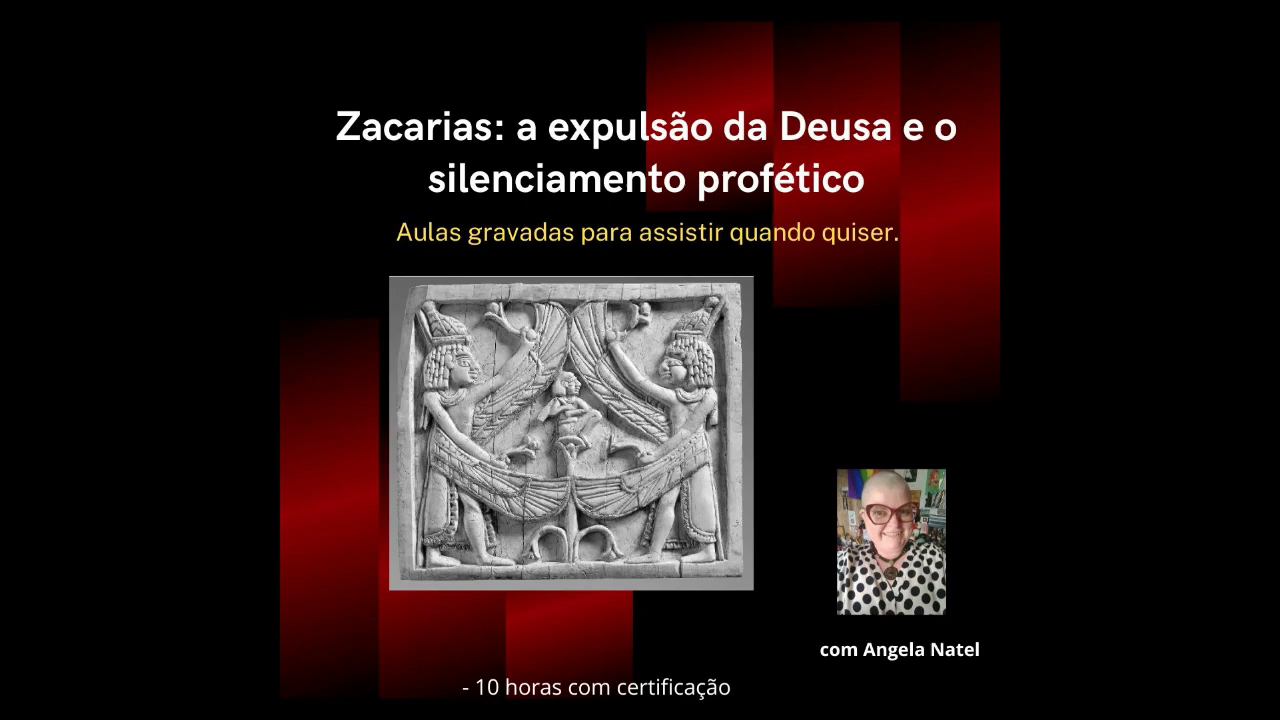 Zacarias: a expulsão da Deusa e o
silenciamento profético
Aulas gravadas para assistir quando quiser.
com Angela Natel
- 10 horas com certificação